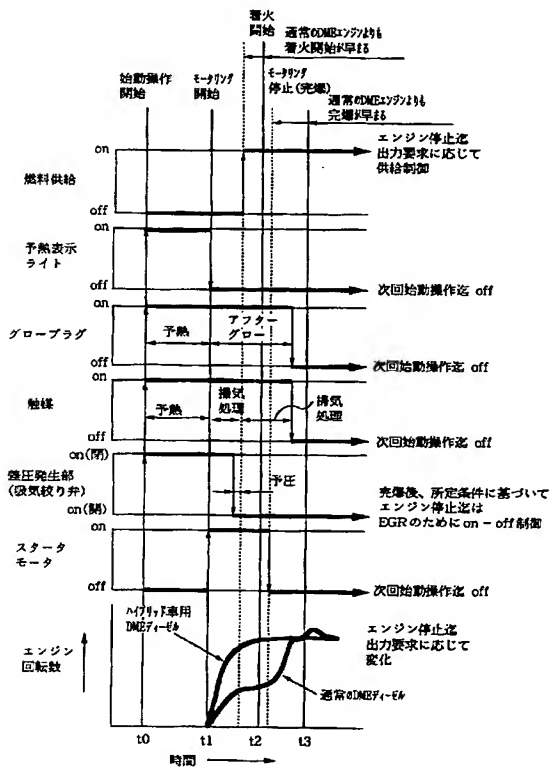 着火
開始
通常のDMEエンジンよりも
着火開始が早まる
始動操作
開始
モータリング
開始
モータリング
停止(完爆)
通常のDMEエンジンよりも
完爆が早まる
燃料供給
on
off
エンジン停止迄
出力要求に応じて
供給制御
予熱表示
ライト
on
off
次回始動操作迄 off
グロープラグ
on
off
予熱
アフター
グロー
次回始動操作迄 off
触媒
on
off
予熱
掃気
処理
排気
処理
次回始動操作迄 off
差圧発生部
(吸気絞り弁)
on(閉)
on(開)
予圧
完爆後、所定条件に基づいて
エンジン停止迄は
EGRのためにon-off制御
スタータ
モータ
on
off
次回始動操作迄 off
エンジン
回転数
ハイブリッド車用
DMEディーゼル
エンジン停止迄
出力要求に応じて
変化
通常のDMEディーゼル
t0
t1
t2
t3
時間